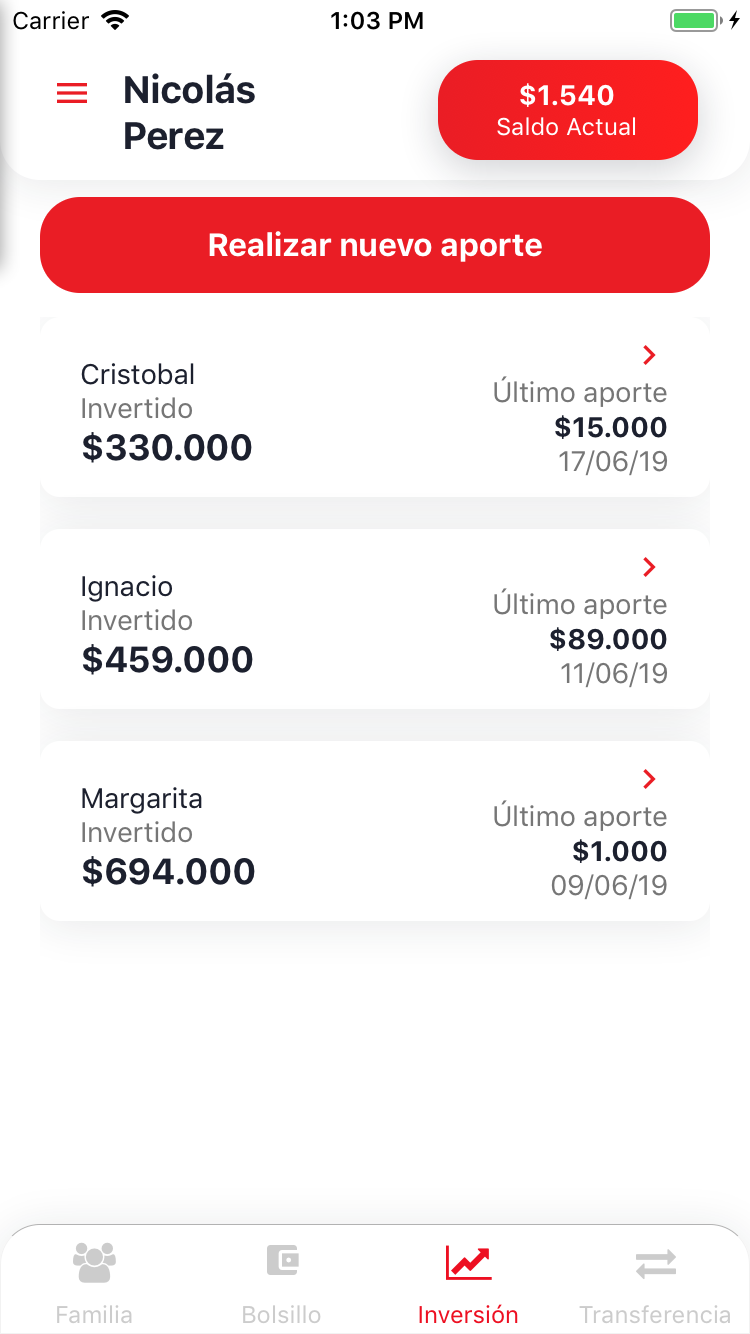 Carrier 1:03 PM
Nicolás
Perez
$1.540
Saldo Actual
Realizar nuevo aporte
Cristobal
Invertido
$330.000
Último aporte
$15.000
17/06/19
Ignacio
Invertido
$459.000
Último aporte
$89.000
11/06/19
Margarita
Invertido
$694.000
Último aporte
$1.000
09/06/19
Familia Bolsillo Inversión Transferencia